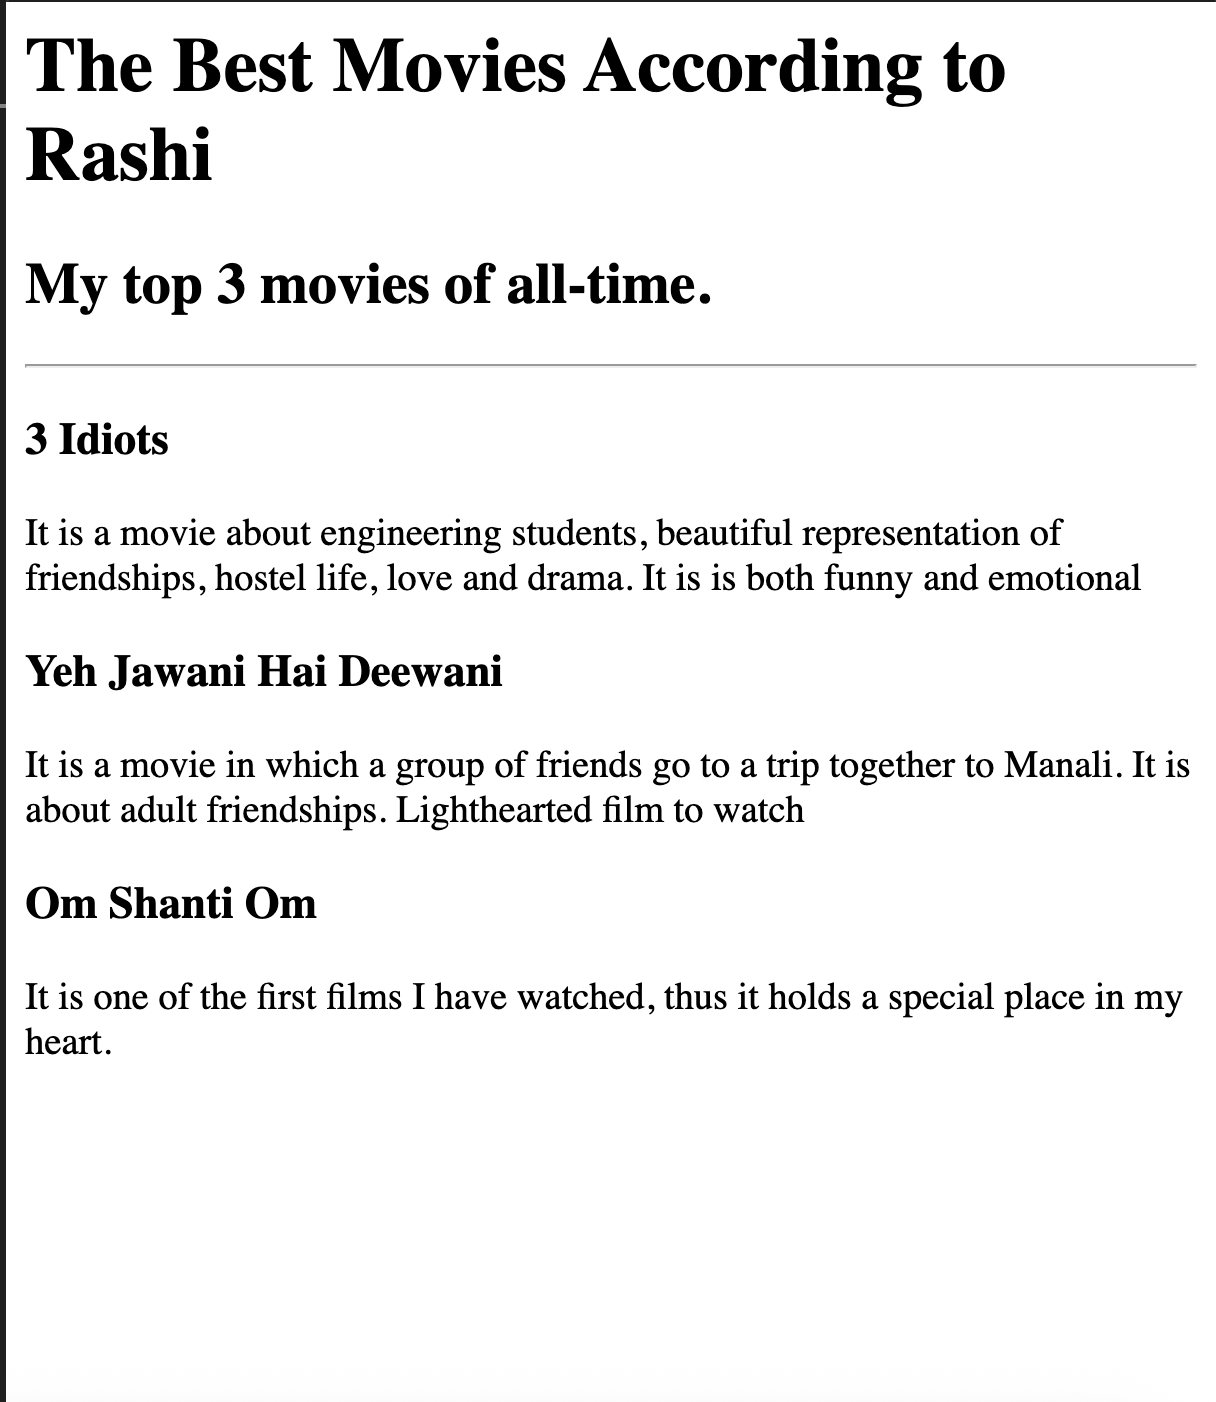 The Best Movies According to
Rashi
My top 3 movies of all-time.
3 Idiots
It is a movie about engineering students, beautiful representation of
friendships, hostel life, love and drama. It is is both funny and emotional
Yeh Jawani Hai Deewani
It is a movie in which a group of friends go to a trip together to Manali. It is
about adult friendships. Lighthearted film to watch
Om Shanti Om
It is one of the first films I have watched, thus it holds a special place in my
heart.